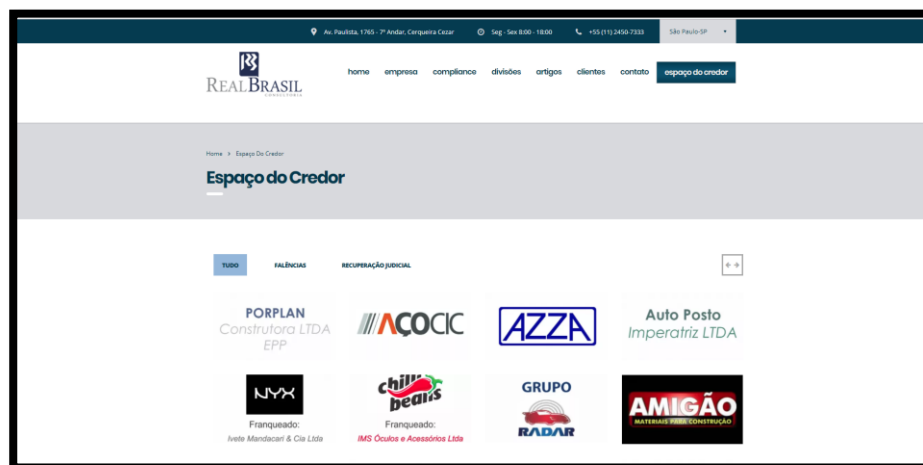 Av. Paulista, 1765 - 7º Andar, Cerqueira Cezar Seg - Sex 8:00 - 18:00 +55 (11) 2450-7333 São Paulo-SP
REALBRASIL
CONSULTORIA
home empresa compliance divisões artigos clientes contato espaço do credor
Home > Espaço Do Credor
Espaço do Credor
TUDO FALÊNCIAS RECUPERAÇÃO JUDICIAL
PORPLAN
Construtora LTDA
EPP
AÇOCIC
AZZA
Auto Posto
Imperatriz LTDA
NYX
Franqueado:
Ivete Mandacari & Cia Ltda
chilli
beans
Franqueado:
IMS Óculos e Acessórios Ltda
GRUPO
RADAR
AMIGÃO
MATERIAIS PARA CONSTRUÇÃO